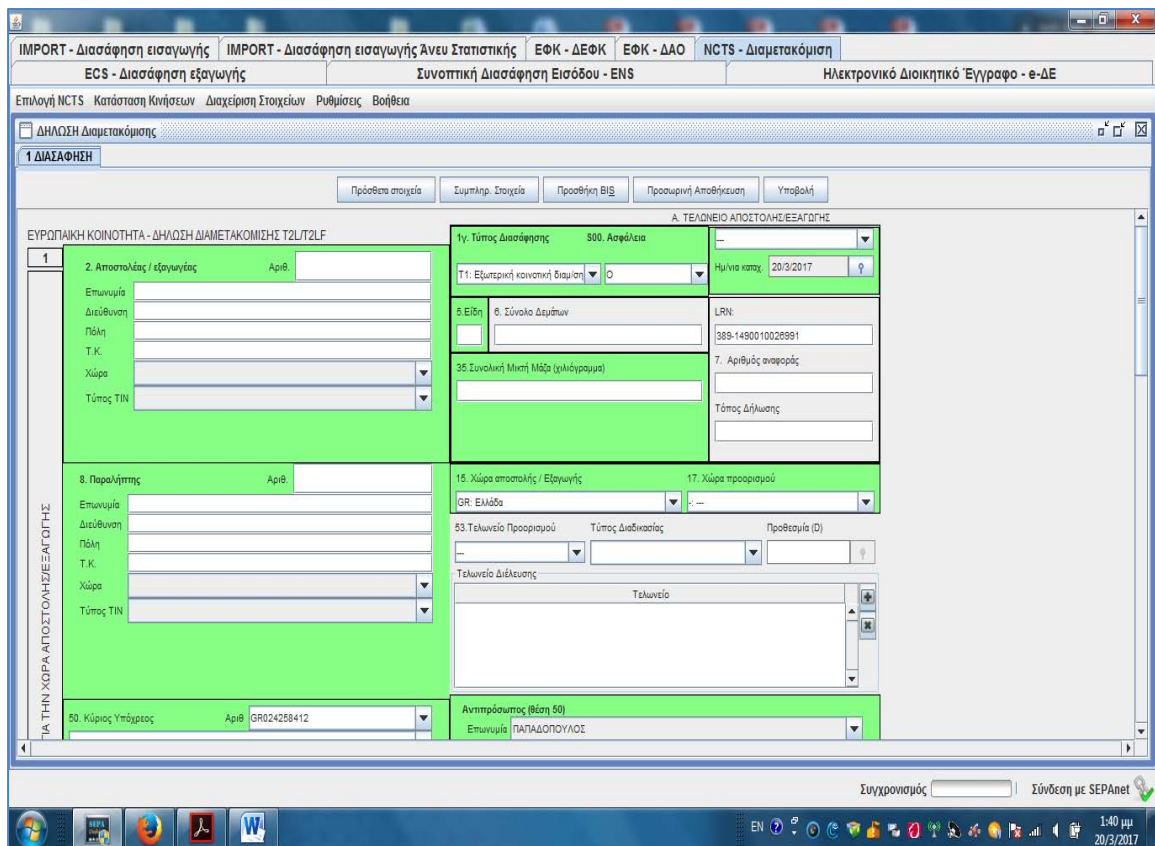 IMPORT - Διασάφηση εισαγωγής IMPORT - Διασάφηση εισαγωγής Άνευ Στατιστικής ΕΦΚ - ΔΕΦΚ ΕΦΚ - ΔΑΟ NCTS - Διαμετακόμιση
ECS - Διασάφηση εξαγωγής Συνοπτική Διασάφηση Εισόδου - ENS Ηλεκτρονικό Διοικητικό Έγγραφο - e-ΔΕ
Επιλογή NCTS Κατάσταση Κινήσεων Διαχείριση Στοιχείων Ρυθμίσεις Βοήθεια
ΔΗΛΩΣΗ Διαμετακόμισης
1 ΔΙΑΣΑΦΗΣΗ
Πρόσθετα στοιχεία Συμπληρ. Στοιχεία Προσθήκη BIS Προσωρινή Αποθήκευση Υποβολή
Α. ΤΕΛΩΝΕΙΟ ΑΠΟΣΤΟΛΗΣ/ΕΞΑΓΩΓΗΣ
ΕΥΡΩΠΑΙΚΗ ΚΟΙΝΟΤΗΤΑ - ΔΗΛΩΣΗ ΔΙΑΜΕΤΑΚΟΜΙΣΗΣ T2L/T2LF
1γ. Τύπος Διασάφησης S00. Ασφάλεια ---
1
2. Αποστολέας / εξαγωγέας Αριθ.
T1: Εξωτερική κοινοτική διαμ/ση 0 Ημ/νια καταχ. 20/3/2017
Επωνυμία
Διεύθυνση
Πόλη
Τ.Κ.
Χώρα
Τύπος TIN
5.Είδη 6. Σύνολο Δεμάτων LRN:
389-1490010026991
35.Συνολική Μικτή Μάζα (χιλιόγραμμα) 7. Αριθμός αναφοράς
Τόπος Δήλωσης
8. Παραλήπτης Αριθ.
Επωνυμία
Διεύθυνση
Πόλη
Τ.Κ.
Χώρα
Τύπος TIN
15. Χώρα αποστολής / Εξαγωγής 17. Χώρα προορισμού
GR: Ελλάδα -: ---
53.Τελωνείο Προορισμού Τύπος Διαδικασίας Προθεσμία (D)
---
Τελωνείο Διέλευσης
Τελωνείο
ΓΙΑ ΤΗΝ ΧΩΡΑ ΑΠΟΣΤΟΛΗΣ/ΕΞΑΓΩΓΗΣ
50. Κύριος Υπόχρεος Αριθ GR024258412
Αντιπρόσωπος (θέση 50)
Επωνυμία ΠΑΠΑΔΟΠΟΥΛΟΣ
Συγχρονισμός Σύνδεση με SEPAnet
SEPA
EN 1:40 μμ
20/3/2017